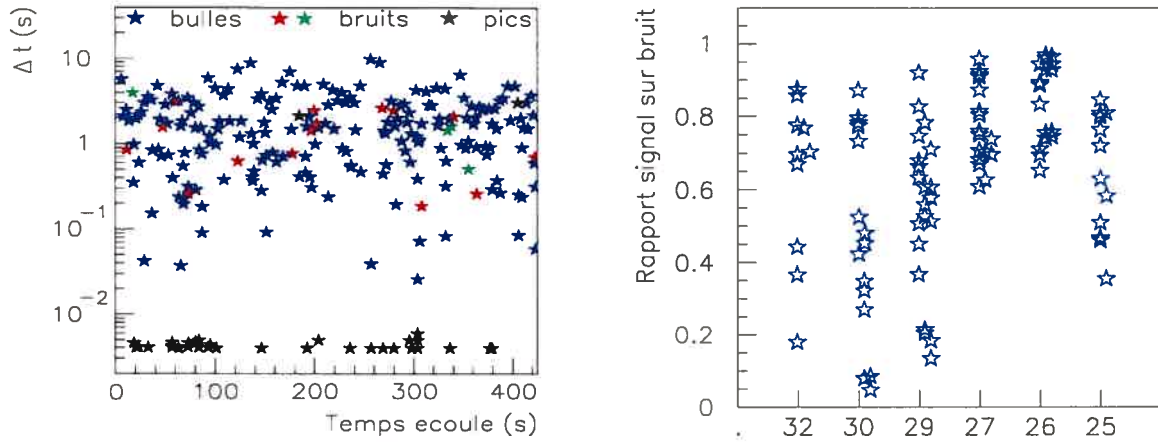 bulles bruits pics
Δ t (s)
10
1
10⁻¹
10⁻²
0 100 200 300 400
Temps ecoule (s)
Rapport signal sur bruit
1
0.8
0.6
0.4
0.2
0
32 30 29 27 26 25